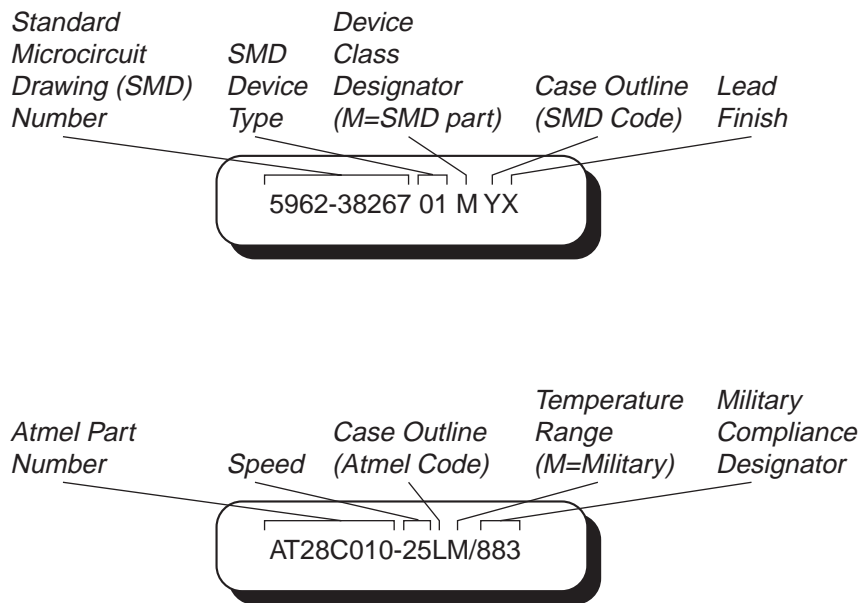 Standard
Microcircuit
Drawing (SMD)
Number
SMD
Device
Type
Device
Class
Designator
(M=SMD part)
Case Outline
(SMD Code)
Lead
Finish
5962-38267 01 M YX
Atmel Part
Number
Speed
Case Outline
(Atmel Code)
Temperature
Range
(M=Military)
Military
Compliance
Designator
AT28C010-25LM/883